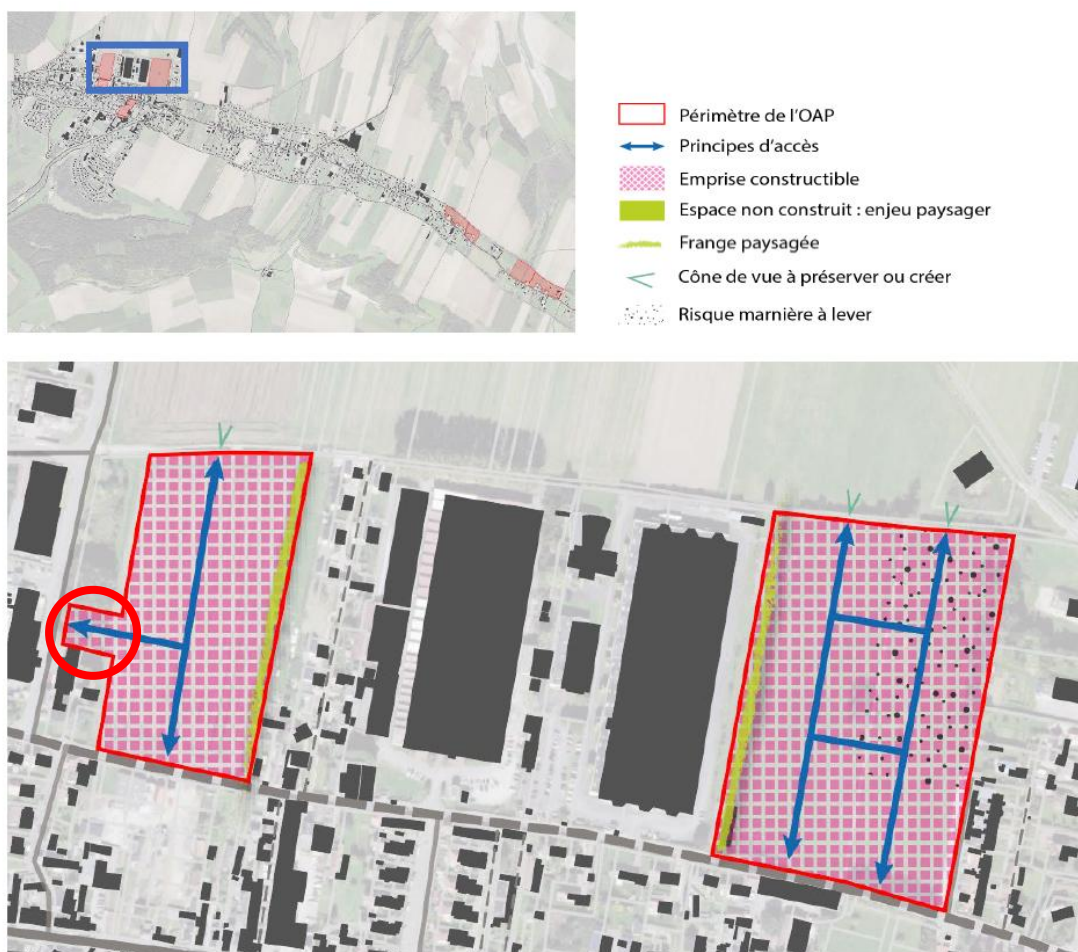 Périmètre de l'OAP
Principes d'accès
Emprise constructible
Espace non construit : enjeu paysager
Frange paysagée
Cône de vue à préserver ou créer
Risque marnière à lever